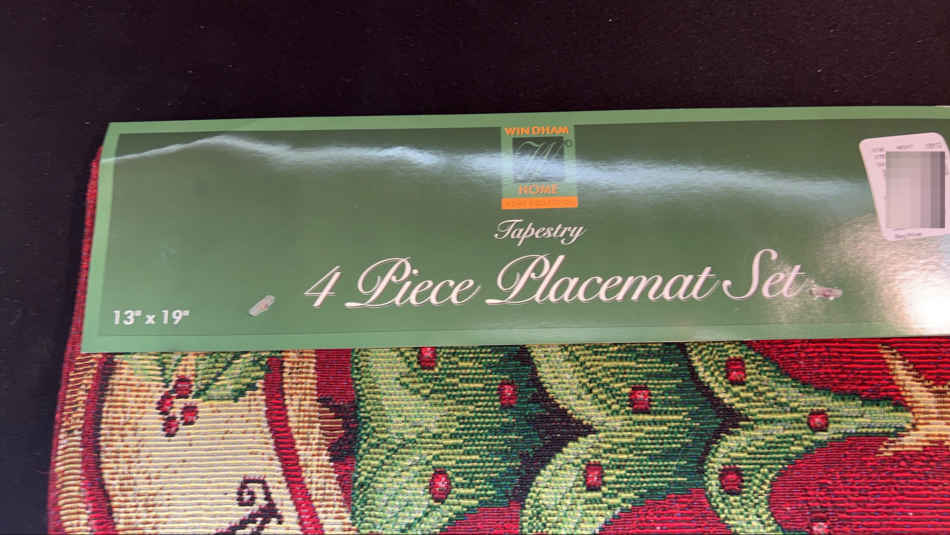 WINDHAM
HOME
Tapestry
4 Piece Placemat Set
13" x 19"